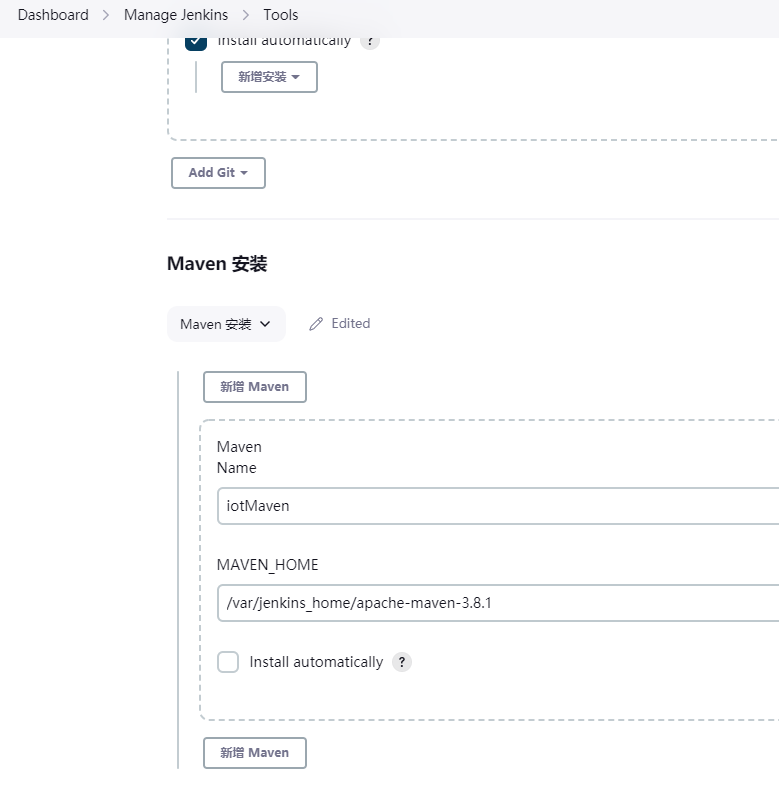 Dashboard > Manage Jenkins > Tools
Install automatically ?
新增安装
Add Git
Maven 安装
Maven 安装 Edited
新增 Maven
Maven
Name
iotMaven
MAVEN_HOME
/var/jenkins_home/apache-maven-3.8.1
Install automatically ?
新增 Maven